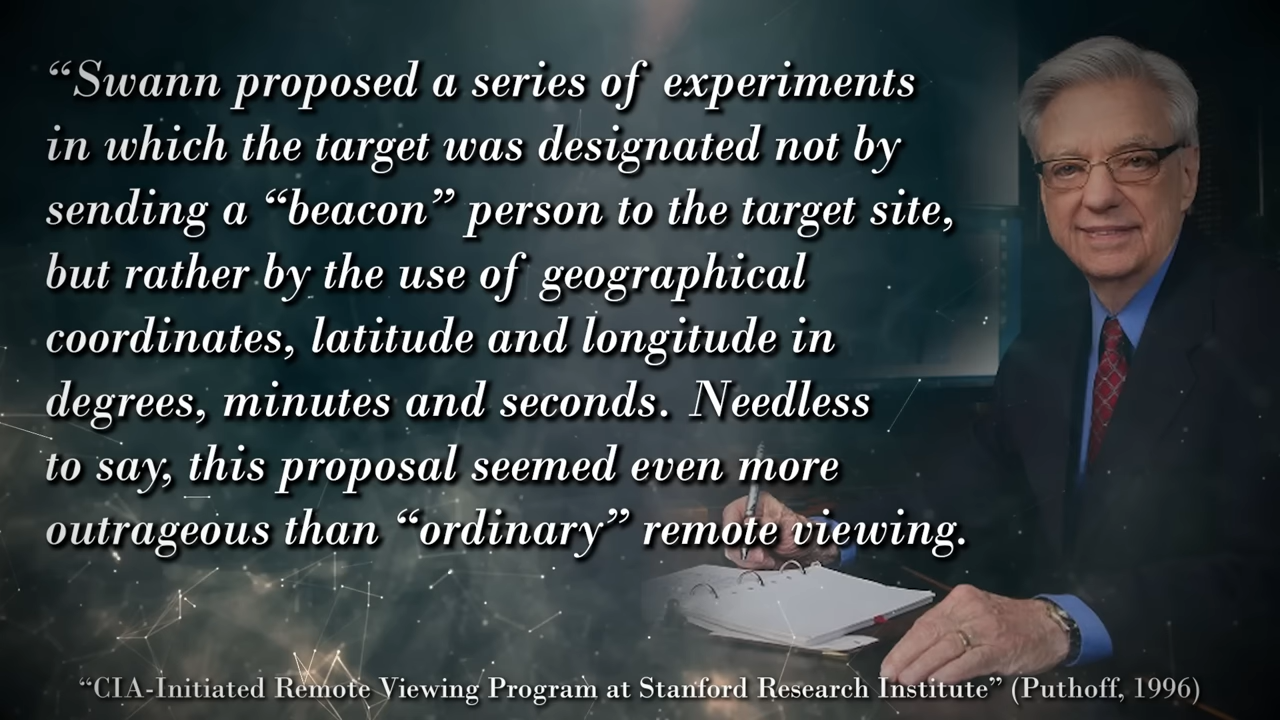 “Swann proposed a series of experiments
in which the target was designated not by
sending a “beacon” person to the target site,
but rather by the use of geographical
coordinates, latitude and longitude in
degrees, minutes and seconds. Needless
to say, this proposal seemed even more
outrageous than “ordinary” remote viewing.
“CIA-Initiated Remote Viewing Program at Stanford Research Institute” (Puthoff, 1996)